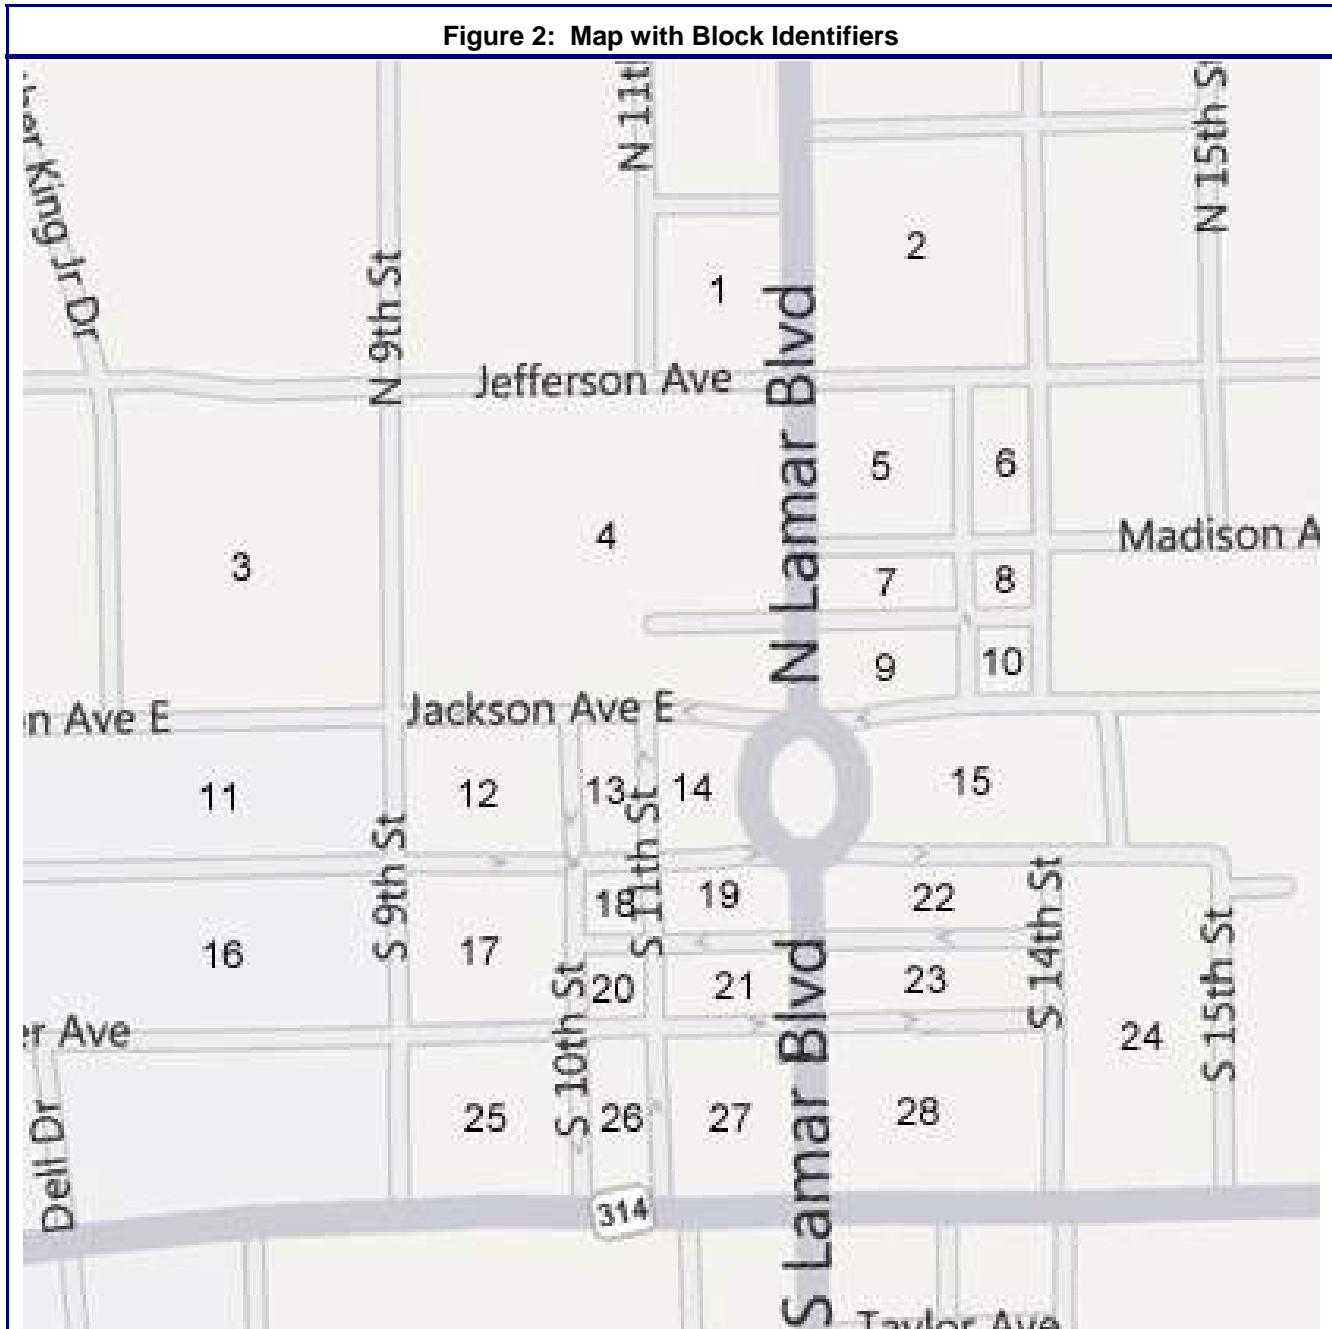 Figure 2: Map with Block Identifiers
King Jr Dr
N 9th St
N 11t
N Lamar Blvd
N 15th S
1
2
Jefferson Ave
3
4
5
6
Madison A
7
8
9
10
n Ave E
Jackson Ave E
11
12
13
14
15
S 9th St
S 11th St
16
17
18
19
22
20
21
23
S 10th St
S 14th St
S 15th St
24
er Ave
Dell Dr
25
26
27
28
S Lamar Blvd
314
Taylor Ave